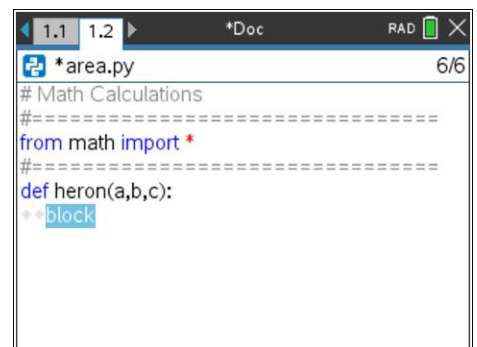 1.1 1.2 *Doc RAD
*area.py 6/6
# Math Calculations
#================================
from math import *
#================================
def heron(a,b,c):
block